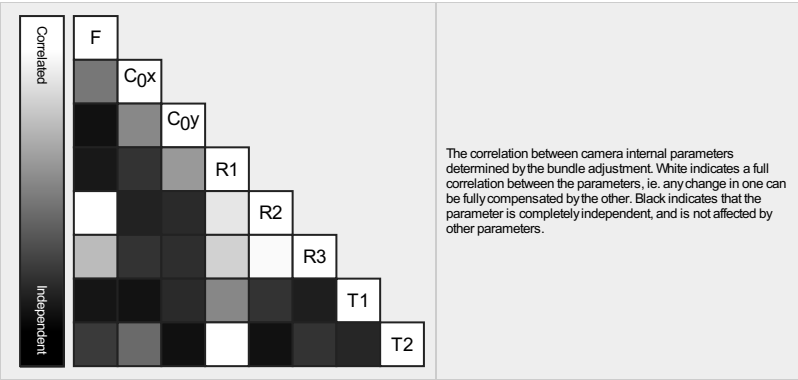 Correlated
Independent
F
C0x
C0y
R1
R2
R3
T1
T2
The correlation between camera internal parameters
determined by the bundle adjustment. White indicates a full
correlation between the parameters, ie. any change in one can
be fully compensated by the other. Black indicates that the
parameter is completely independent, and is not affected by
other parameters.